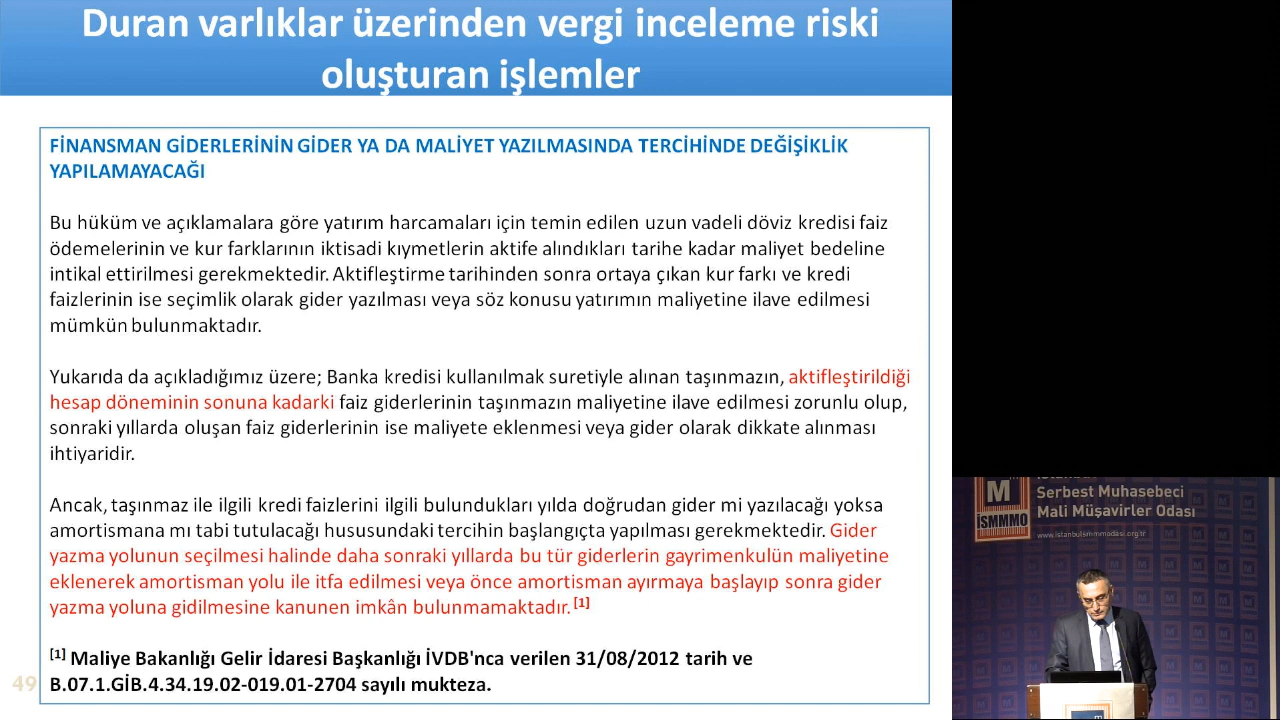 Duran varlıklar üzerinden vergi inceleme riski
oluşturan işlemler
FİNANSMAN GİDERLERİNİN GİDER YA DA MALİYET YAZILMASINDA TERCİHİNDE DEĞİŞİKLİK
YAPILAMAYACAĞI
Bu hüküm ve açıklamalara göre yatırım harcamaları için temin edilen uzun vadeli döviz kredisi faiz
ödemelerinin ve kur farklarının iktisadi kıymetlerin aktife alındıkları tarihe kadar maliyet bedeline
intikal ettirilmesi gerekmektedir. Aktifleştirme tarihinden sonra ortaya çıkan kur farkı ve kredi
faizlerinin ise seçimlik olarak gider yazılması veya söz konusu yatırımın maliyetine ilave edilmesi
mümkün bulunmaktadır.
Yukarıda da açıkladığımız üzere; Banka kredisi kullanılmak suretiyle alınan taşınmazın, aktifleştirildiği
hesap döneminin sonuna kadarki faiz giderlerinin taşınmazın maliyetine ilave edilmesi zorunlu olup,
sonraki yıllarda oluşan faiz giderlerinin ise maliyete eklenmesi veya gider olarak dikkate alınması
ihtiyaridir.
Ancak, taşınmaz ile ilgili kredi faizlerini ilgili bulundukları yılda doğrudan gider mi yazılacağı yoksa
amortismana mı tabi tutulacağı hususundaki tercihin başlangıçta yapılması gerekmektedir. Gider
yazma yolunun seçilmesi halinde daha sonraki yıllarda bu tür giderlerin gayrimenkulün maliyetine
eklenerek amortisman yolu ile itfa edilmesi veya önce amortisman ayırmaya başlayıp sonra gider
yazma yoluna gidilmesine kanunen imkân bulunmamaktadır. [1]
[1] Maliye Bakanlığı Gelir İdaresi Başkanlığı İVDB'nca verilen 31/08/2012 tarih ve
B.07.1.GİB.4.34.19.02-019.01-2704 sayılı mukteza.
49
M
İSMMMO
Serbest Muhasebeci
Mali Müşavirler Odası
www.istanbulsmmmodasi.org.tr